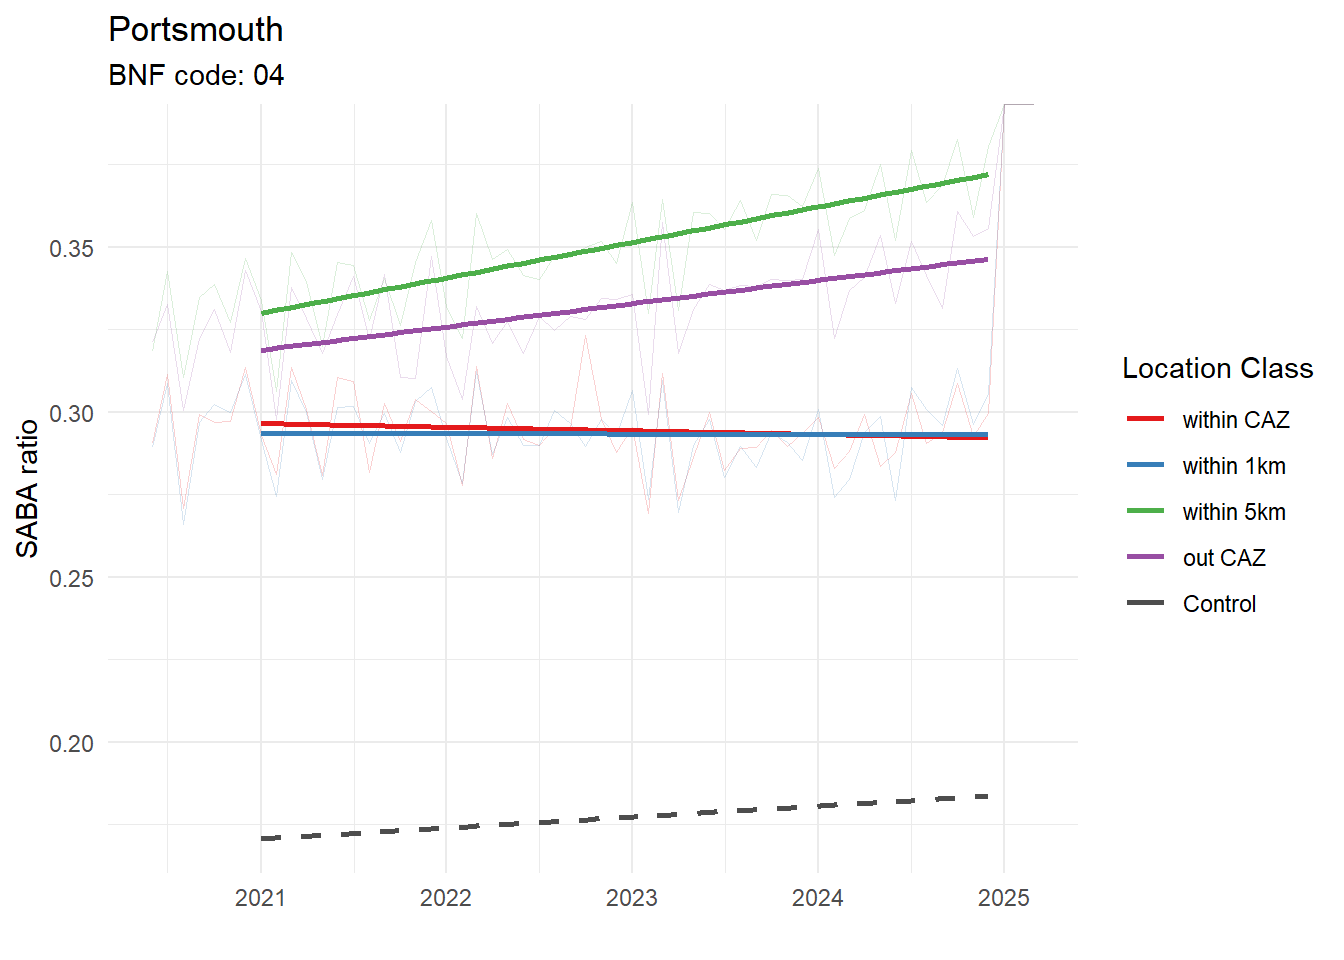 Portsmouth
BNF code: 04
SABA ratio
0.35
0.30
0.25
0.20
2021
2022
2023
2024
2025
Location Class
within CAZ
within 1km
within 5km
out CAZ
Control